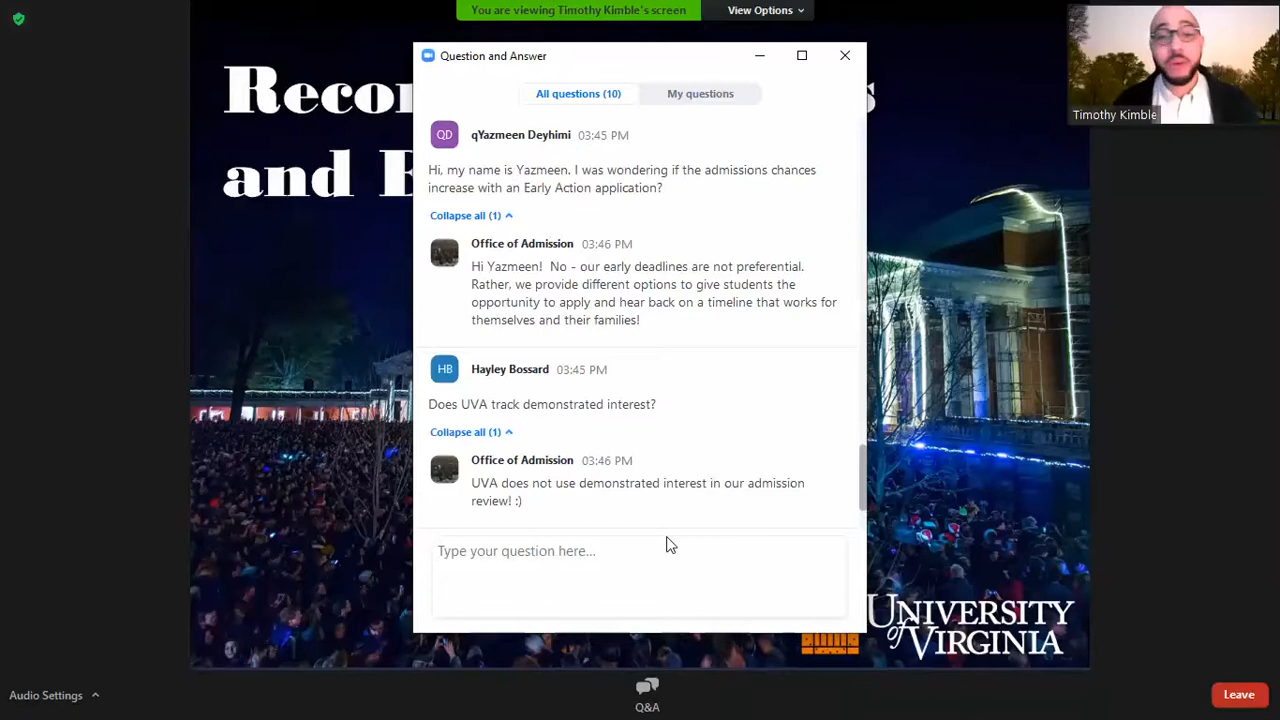 You are viewing Timothy Kimble's screen
View Options
Timothy Kimble
Question and Answer
All questions (10)
My questions
QD
qYazmeen Deyhimi 03:45 PM
Hi, my name is Yazmeen. I was wondering if the admissions chances
increase with an Early Action application?
Collapse all (1)
Office of Admission 03:46 PM
Hi Yazmeen!  No - our early deadlines are not preferential.
Rather, we provide different options to give students the
opportunity to apply and hear back on a timeline that works for
themselves and their families!
HB
Hayley Bossard 03:45 PM
Does UVA track demonstrated interest?
Collapse all (1)
Office of Admission 03:46 PM
UVA does not use demonstrated interest in our admission
review! :)
Type your question here...
and
UNIVERSITY
of VIRGINIA
Audio Settings
Q&A
Leave